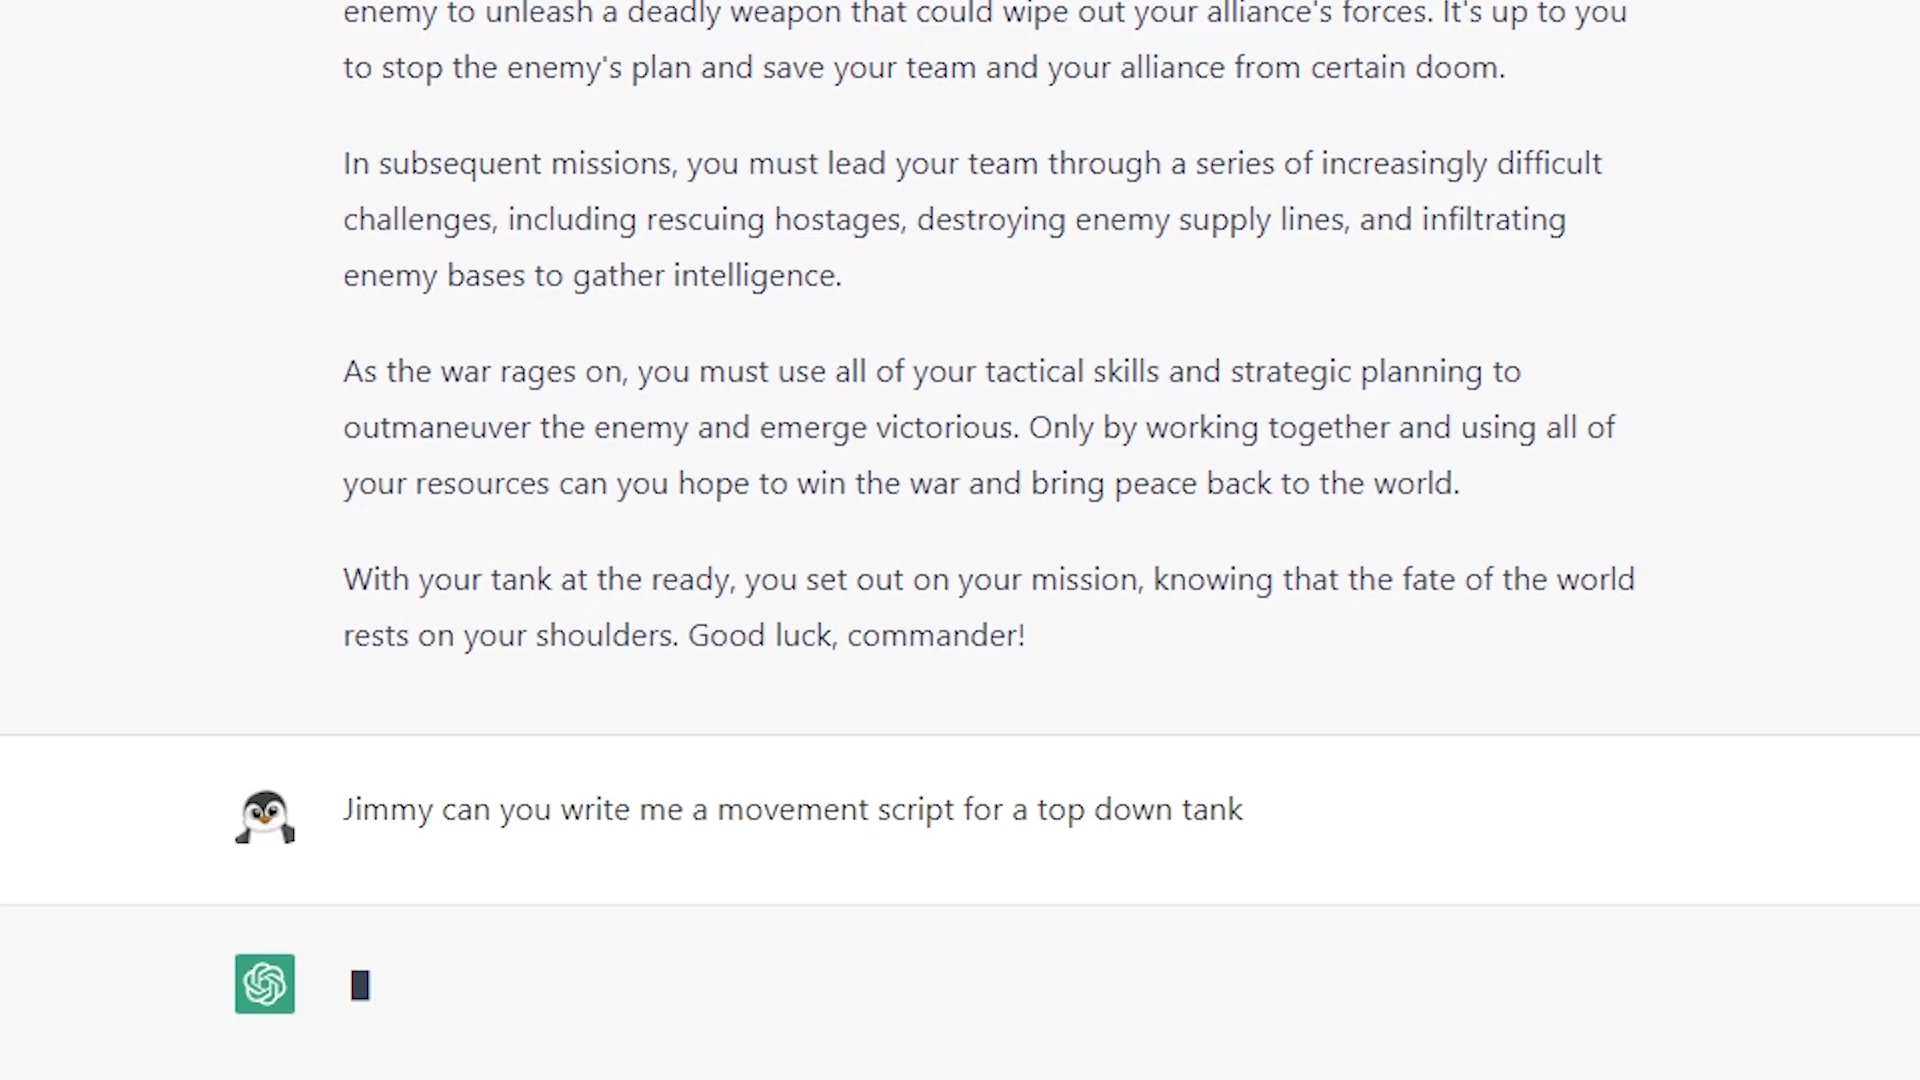 enemy to unleash a deadly weapon that could wipe out your alliance's forces. It's up to you
to stop the enemy's plan and save your team and your alliance from certain doom.
In subsequent missions, you must lead your team through a series of increasingly difficult
challenges, including rescuing hostages, destroying enemy supply lines, and infiltrating
enemy bases to gather intelligence.
As the war rages on, you must use all of your tactical skills and strategic planning to
outmaneuver the enemy and emerge victorious. Only by working together and using all of
your resources can you hope to win the war and bring peace back to the world.
With your tank at the ready, you set out on your mission, knowing that the fate of the world
rests on your shoulders. Good luck, commander!
Jimmy can you write me a movement script for a top down tank